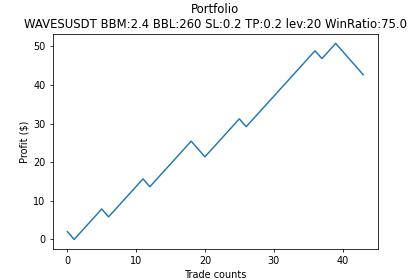 Portfolio
WAVESUSDT BBM:2.4 BBL:260 SL:0.2 TP:0.2 lev:20 WinRatio:75.0
50
40
30
20
10
0
Profit ($)
0 10 20 30 40
Trade counts